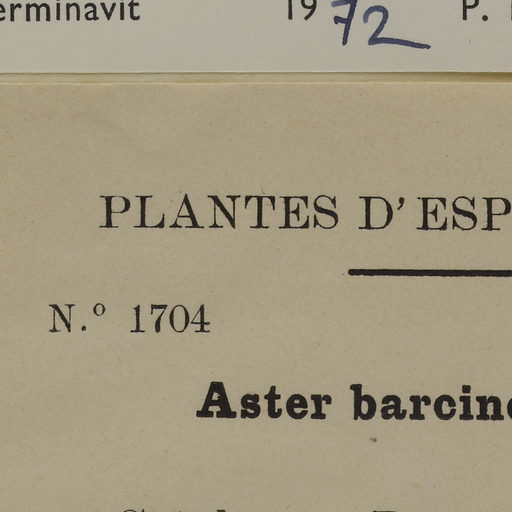 erminavit 1972 P.
PLANTES D'ESP
N.º 1704
Aster barcin